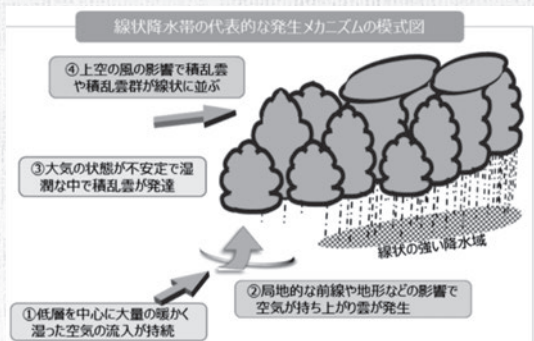 線状降水帯の代表的な発生メカニズムの模式図
④上空の風の影響で積乱雲
や積乱雲群が線状に並ぶ
③大気の状態が不安定で湿
潤な中で積乱雲が発達
線状の強い降水域
②局地的な前線や地形などの影響で
空気が持ち上がり雲が発生
①低層を中心に大量の暖かく
湿った空気の流入が持続